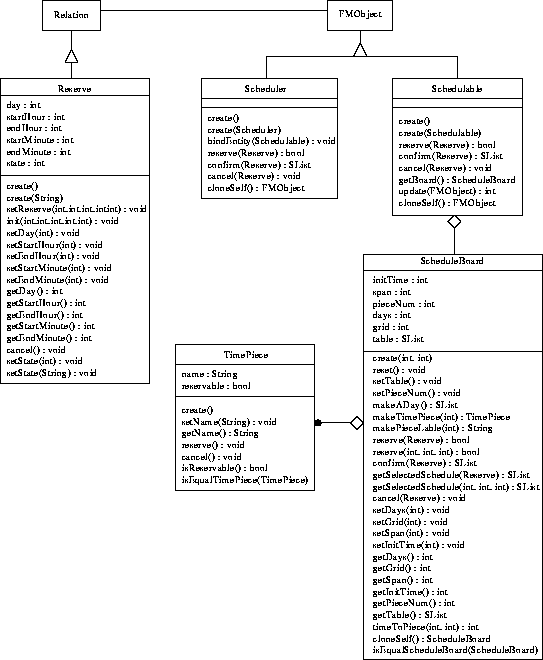 Relation
FMObject
Reserve
day : int
startHour : int
endHour : int
startMinute : int
endMinute : int
state : int
create()
create(String)
setReserve(int,int,int,int,int) : void
init(int,int,int,int,int) : void
setDay(int) : void
setStartHour(int) : void
setEndHour(int) : void
setStartMinute(int) : void
setEndMinute(int) : void
getDay() : int
getStartHour() : int
getEndHour() : int
getStartMinute() : int
getEndMinute() : int
cancel() : void
setState(int) : void
setState(String) : void
Scheduler
create()
create(Scheduler)
bindEntity(Schedulable) : void
reserve(Reserve) : bool
confirm(Reserve) : SList
cancel(Reserve) : void
cloneSelf() : FMObject
Schedulable
create()
create(Schedulable)
reserve(Reserve) : bool
confirm(Reserve) : SList
cancel(Reserve) : void
getBoard() : ScheduleBoard
update(FMObject) : int
cloneSelf() : FMObject
TimePiece
name : String
reservable : bool
create()
setName(String) : void
getName() : String
reserve() : void
cancel() : void
isReservable() : bool
isEqualTimePiece(TimePiece)
ScheduleBoard
initTime : int
span : int
pieceNum : int
days : int
grid : int
table : SList
create(int, int)
reset() : void
setTable() : void
setPieceNum() : void
makeADay() : SList
makeTimePiece(int) : TimePiece
makePieceLable(int) : String
reserve(Reserve) : bool
reserve(int, int, int) : bool
confirm(Reserve) : SList
getSelectedSchedule(Reserve) : SList
getSelectedSchedule(int, int, int) : SList
cancel(Reserve) : void
setDays(int) : void
setGrid(int) : void
setSpan(int) : void
setInitTime(int) : void
getDays() : int
getGrid() : int
getSpan() : int
getInitTime() : int
getPieceNum() : int
getTable() : SList
timeToPiece(int, int) : int
cloneSelf() : ScheduleBoard
isEqualScheduleBoard(ScheduleBoard)